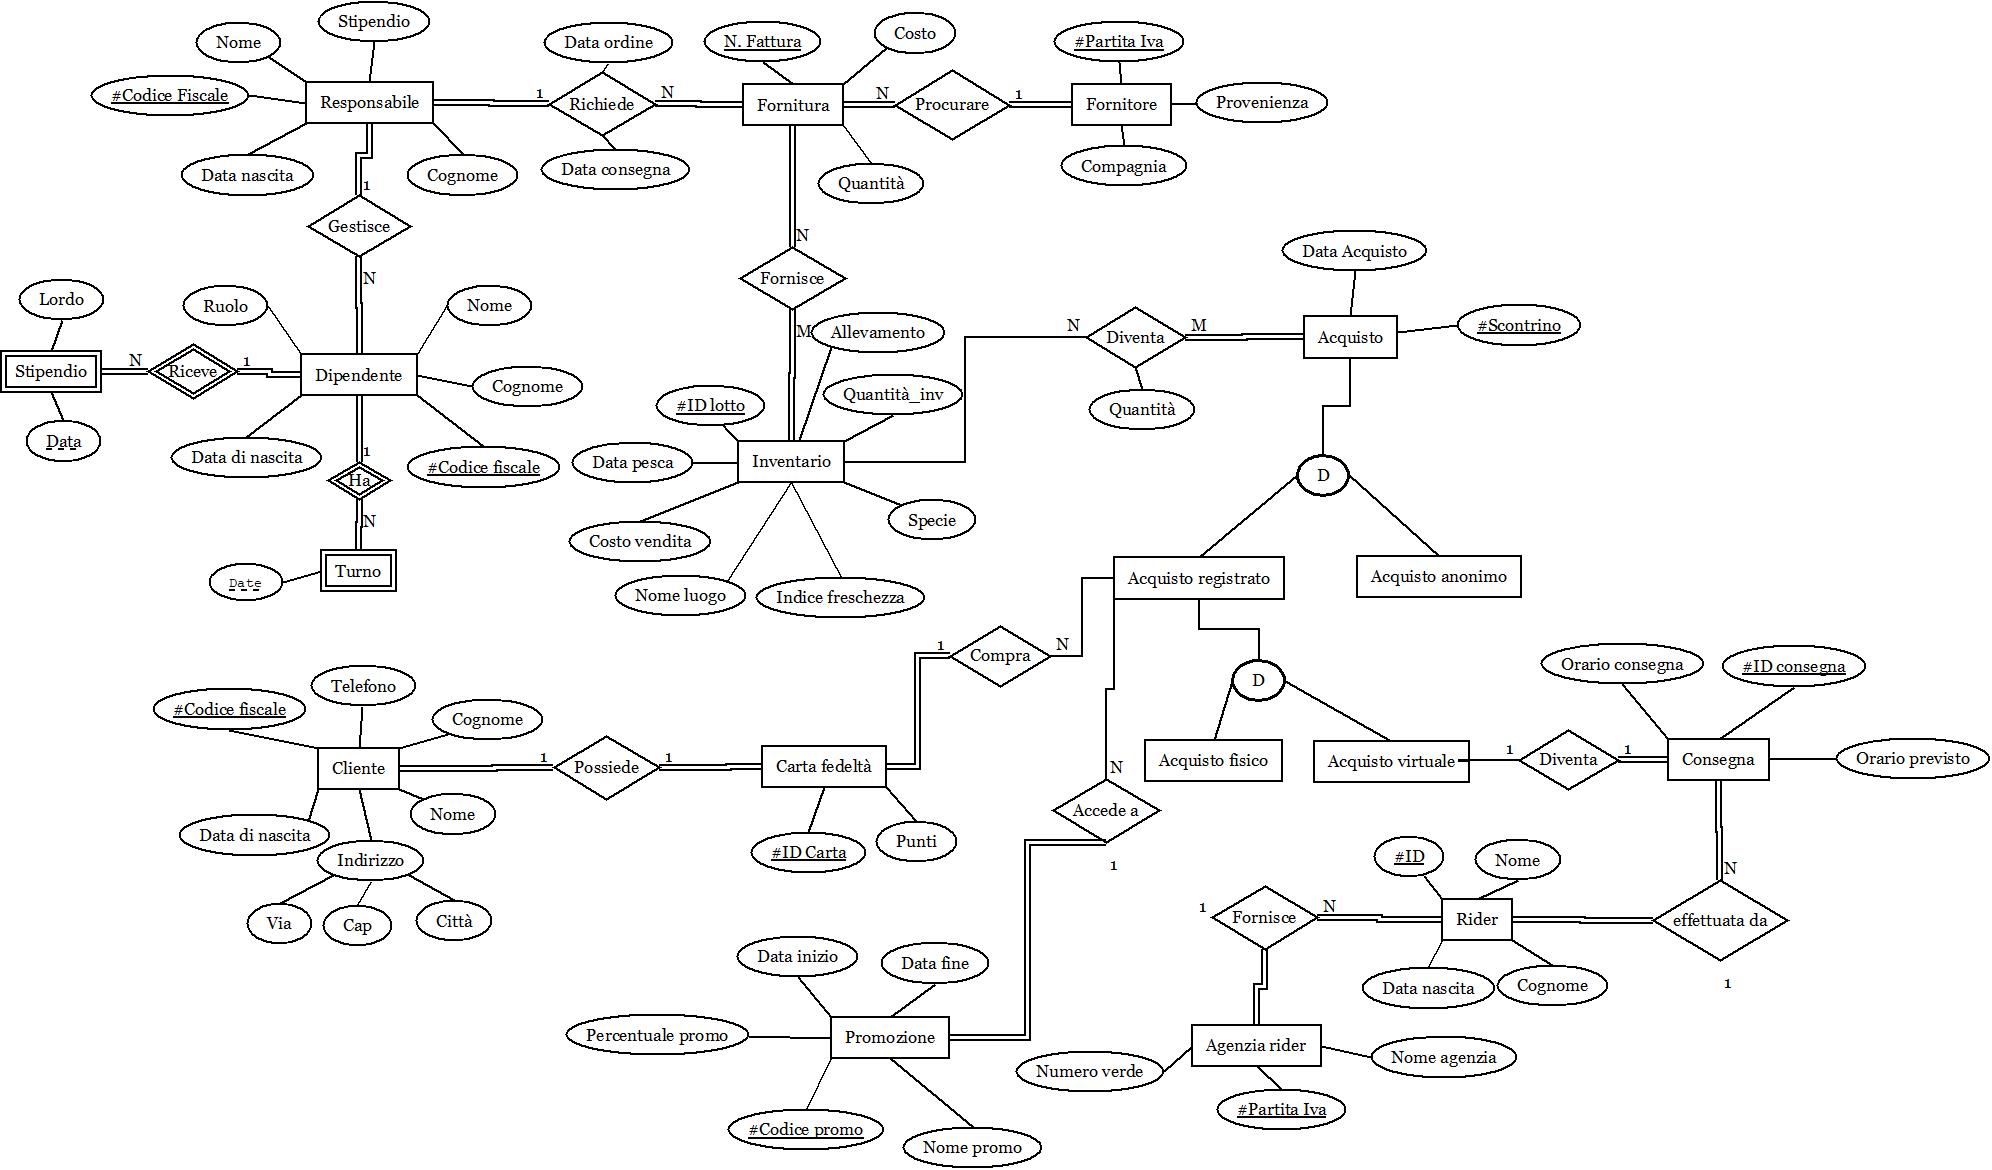 Stipendio
Nome
Data ordine
N. Fattura
Costo
#Partita Iva
#Codice Fiscale
Responsabile
1
Richiede
N
Fornitura
N
Procurare
1
Fornitore
Provenienza
Data nascita
Cognome
Data consegna
Quantità
Compagnia
1
Gestisce
N
N
Fornisce
M
Data Acquisto
Lordo
Ruolo
Nome
Allevamento
N
Diventa
M
Acquisto
#Scontrino
Stipendio
N
Riceve
1
Dipendente
Cognome
#ID lotto
Quantità_inv
Quantità
Data
Data di nascita
1
#Codice fiscale
Data pesca
Inventario
D
Ha
N
Costo vendita
Specie
Date
Turno
Nome luogo
Indice freschezza
Acquisto registrato
Acquisto anonimo
1
Compra
N
Orario consegna
#ID consegna
Telefono
#Codice fiscale
Cognome
D
Cliente
1
Possiede
1
Carta fedeltà
N
Acquisto fisico
Acquisto virtuale
1
Diventa
1
Consegna
Orario previsto
Data di nascita
Nome
Accede a
1
Indirizzo
#ID Carta
Punti
#ID
Nome
N
Via
Cap
Città
1
Fornisce
N
Rider
effettuata da
1
Data inizio
Data fine
Data nascita
Cognome
Percentuale promo
Promozione
Agenzia rider
Nome agenzia
Numero verde
#Partita Iva
#Codice promo
Nome promo